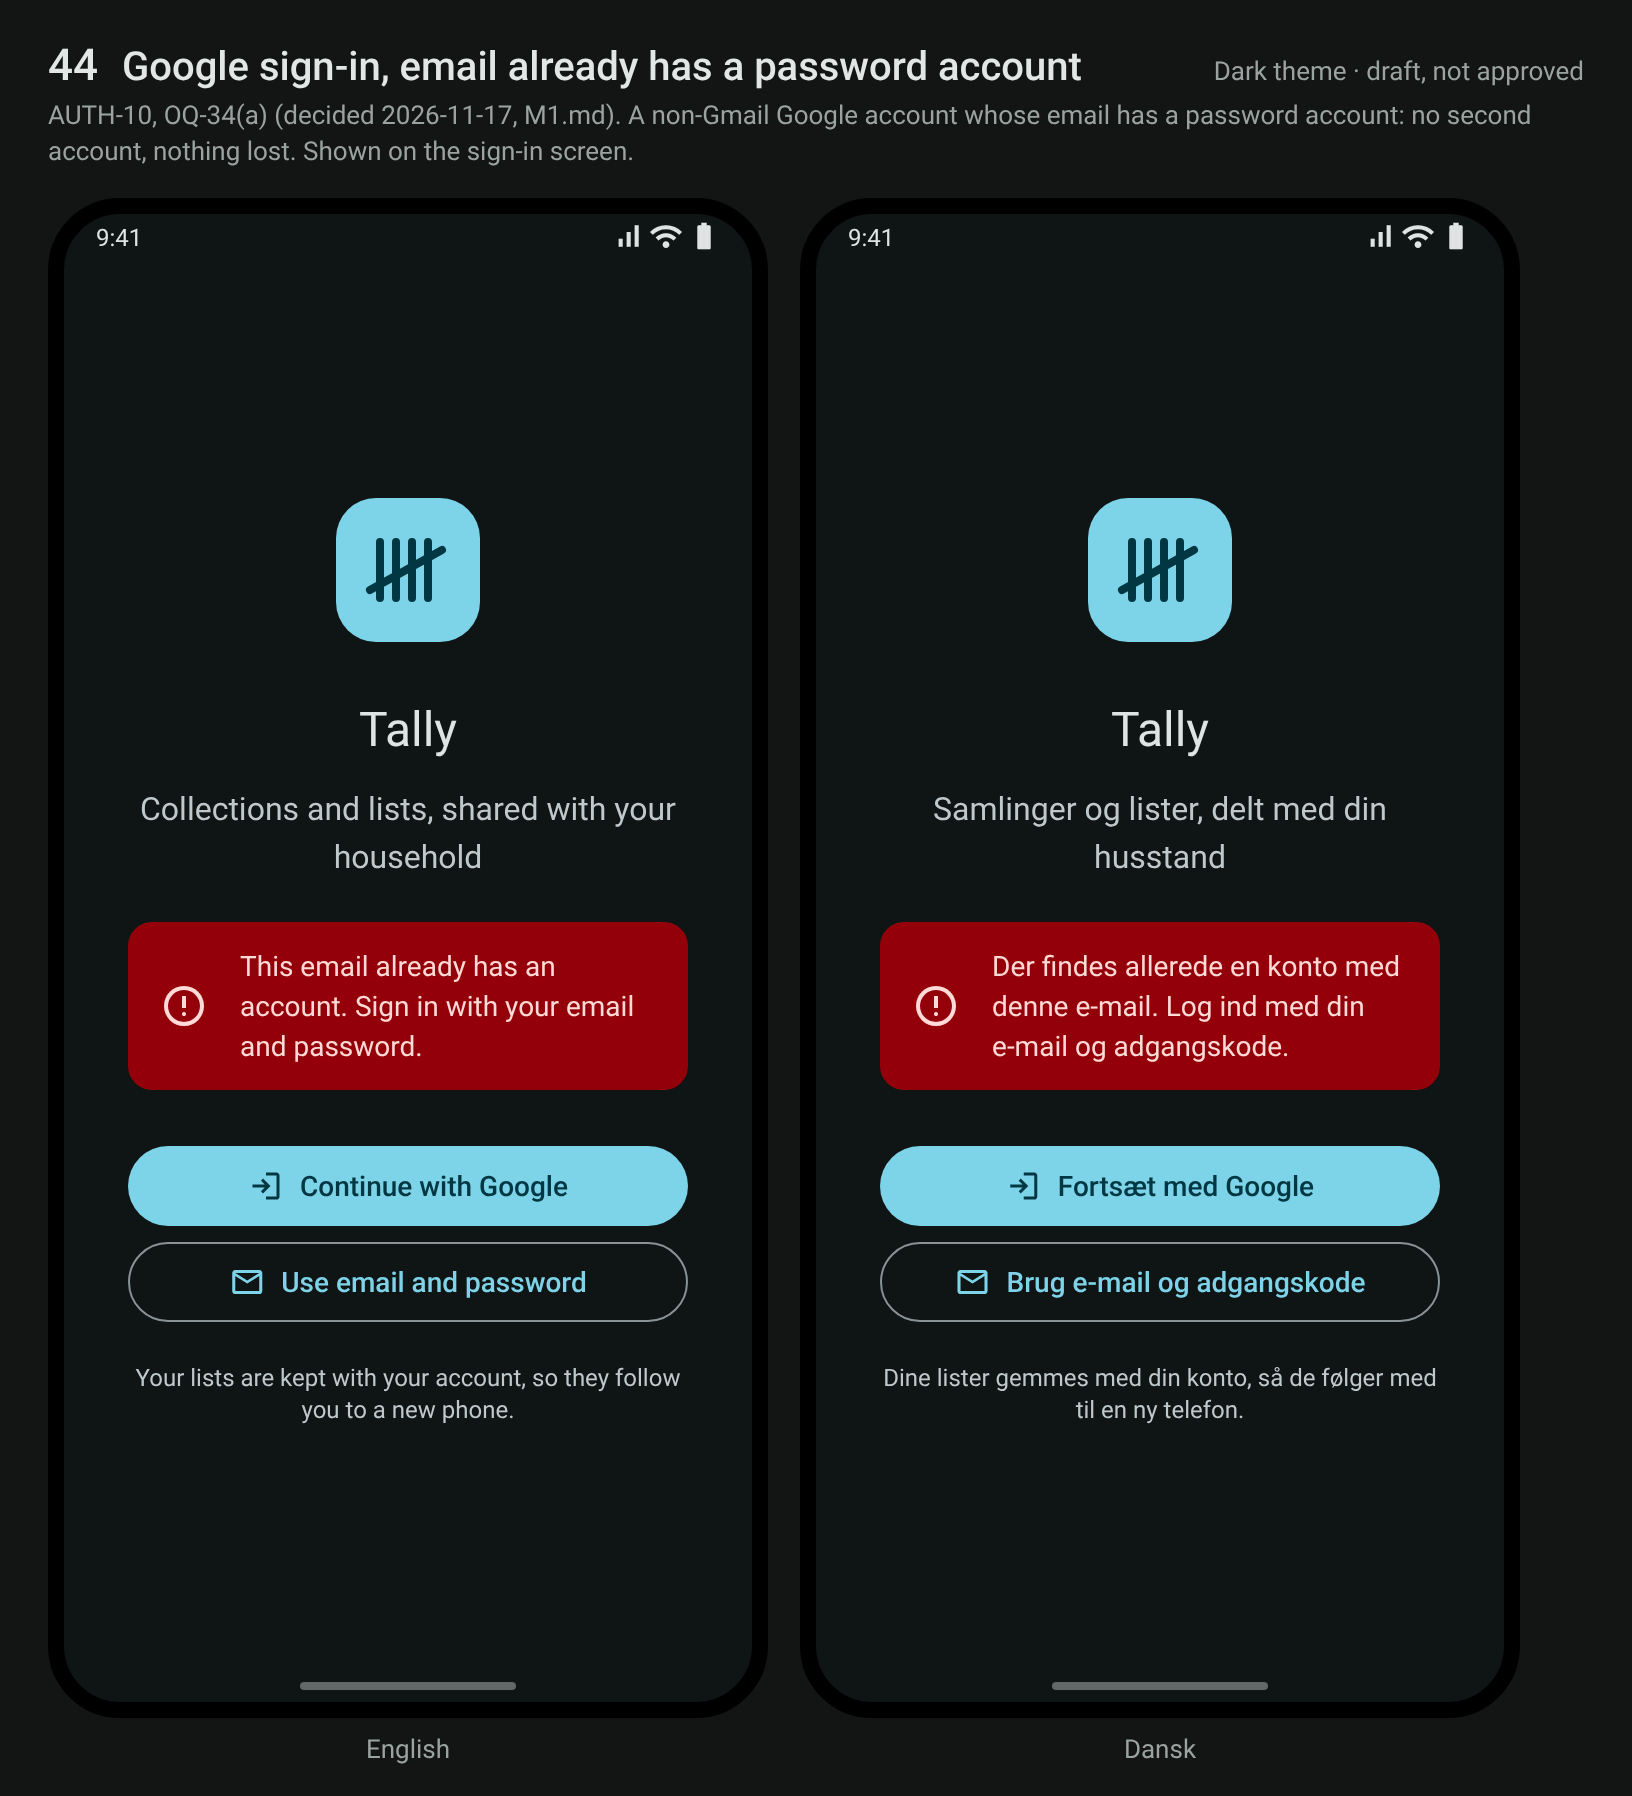 44 Google sign-in, email already has a password account
Dark theme · draft, not approved
AUTH-10, OQ-34(a) (decided 2026-11-17, M1.md). A non-Gmail Google account whose email has a password account: no second
account, nothing lost. Shown on the sign-in screen.
9:41
Tally
Collections and lists, shared with your
household
This email already has an
account. Sign in with your email
and password.
Continue with Google
Use email and password
Your lists are kept with your account, so they follow
you to a new phone.
English
9:41
Tally
Samlinger og lister, delt med din
husstand
Der findes allerede en konto med
denne e-mail. Log ind med din
e-mail og adgangskode.
Fortsæt med Google
Brug e-mail og adgangskode
Dine lister gemmes med din konto, så de følger med
til en ny telefon.
Dansk